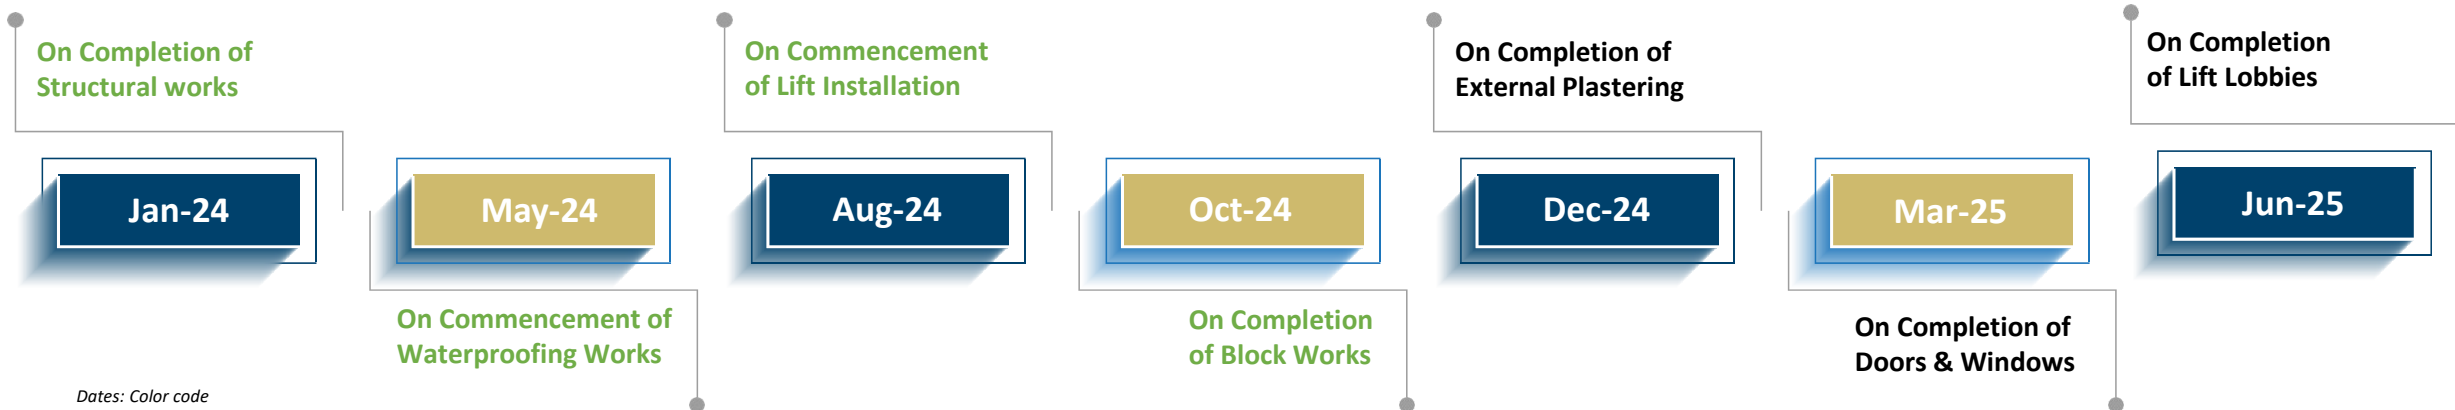 On Completion of
Structural works
Jan-24
May-24
On Commencement of
Waterproofing Works
On Commencement
of Lift Installation
Aug-24
Oct-24
On Completion
of Block Works
On Completion of
External Plastering
Dec-24
Mar-25
On Completion of
Doors & Windows
On Completion
of Lift Lobbies
Jun-25
Dates: Color code